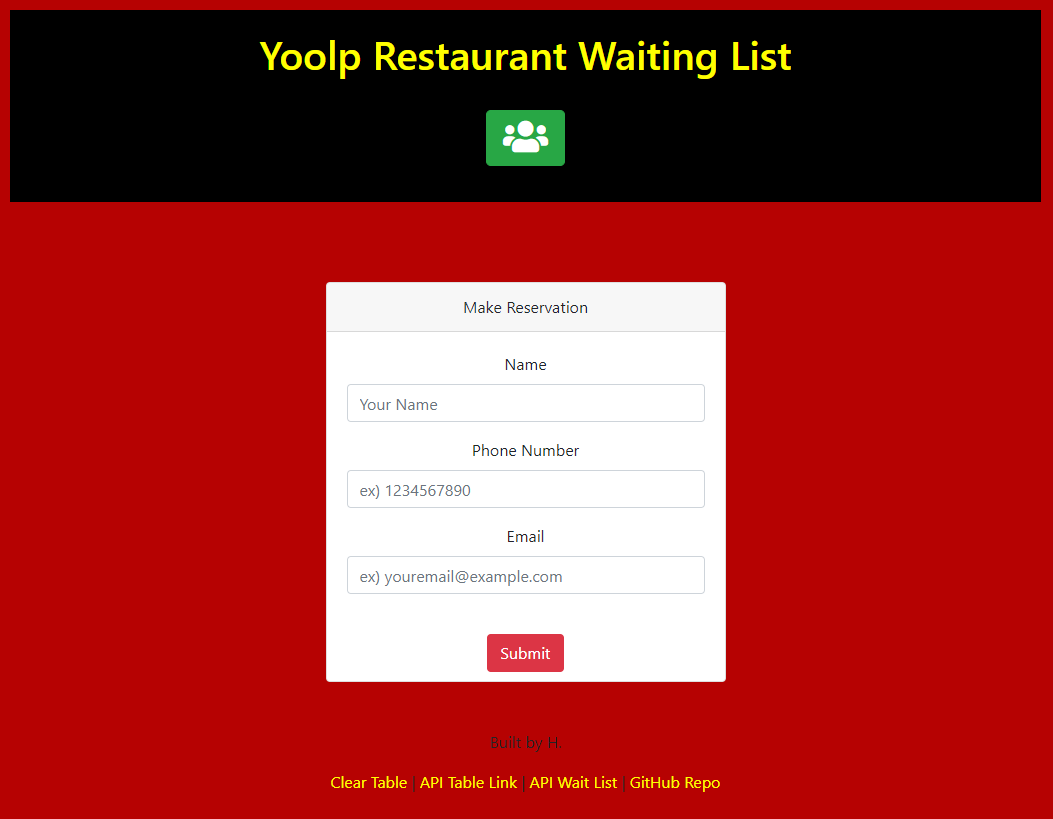 Yoolp Restaurant Waiting List
Make Reservation
Name
Your Name
Phone Number
ex) 1234567890
Email
ex) youremail@example.com
Submit
Built by H.
Clear Table | API Table Link | API Wait List | GitHub Repo